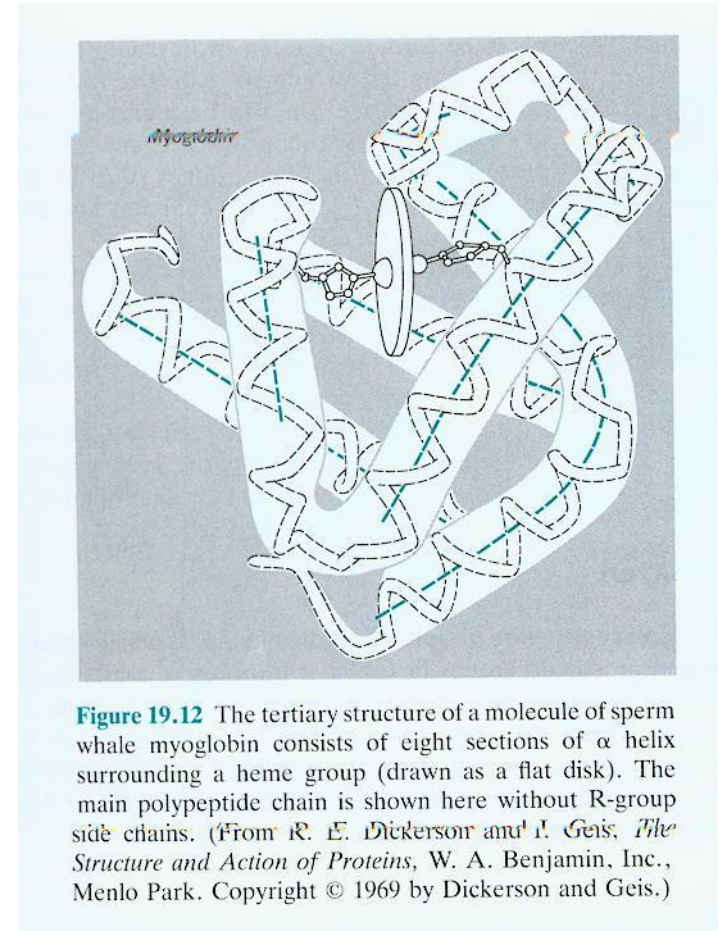 Myoglobin
Figure 19.12 The tertiary structure of a molecule of sperm
whale myoglobin consists of eight sections of α helix
surrounding a heme group (drawn as a flat disk). The
main polypeptide chain is shown here without R-group
side chains. (From R. E. Dickerson and I. Geis, The
Structure and Action of Proteins, W. A. Benjamin, Inc.,
Menlo Park. Copyright © 1969 by Dickerson and Geis.)